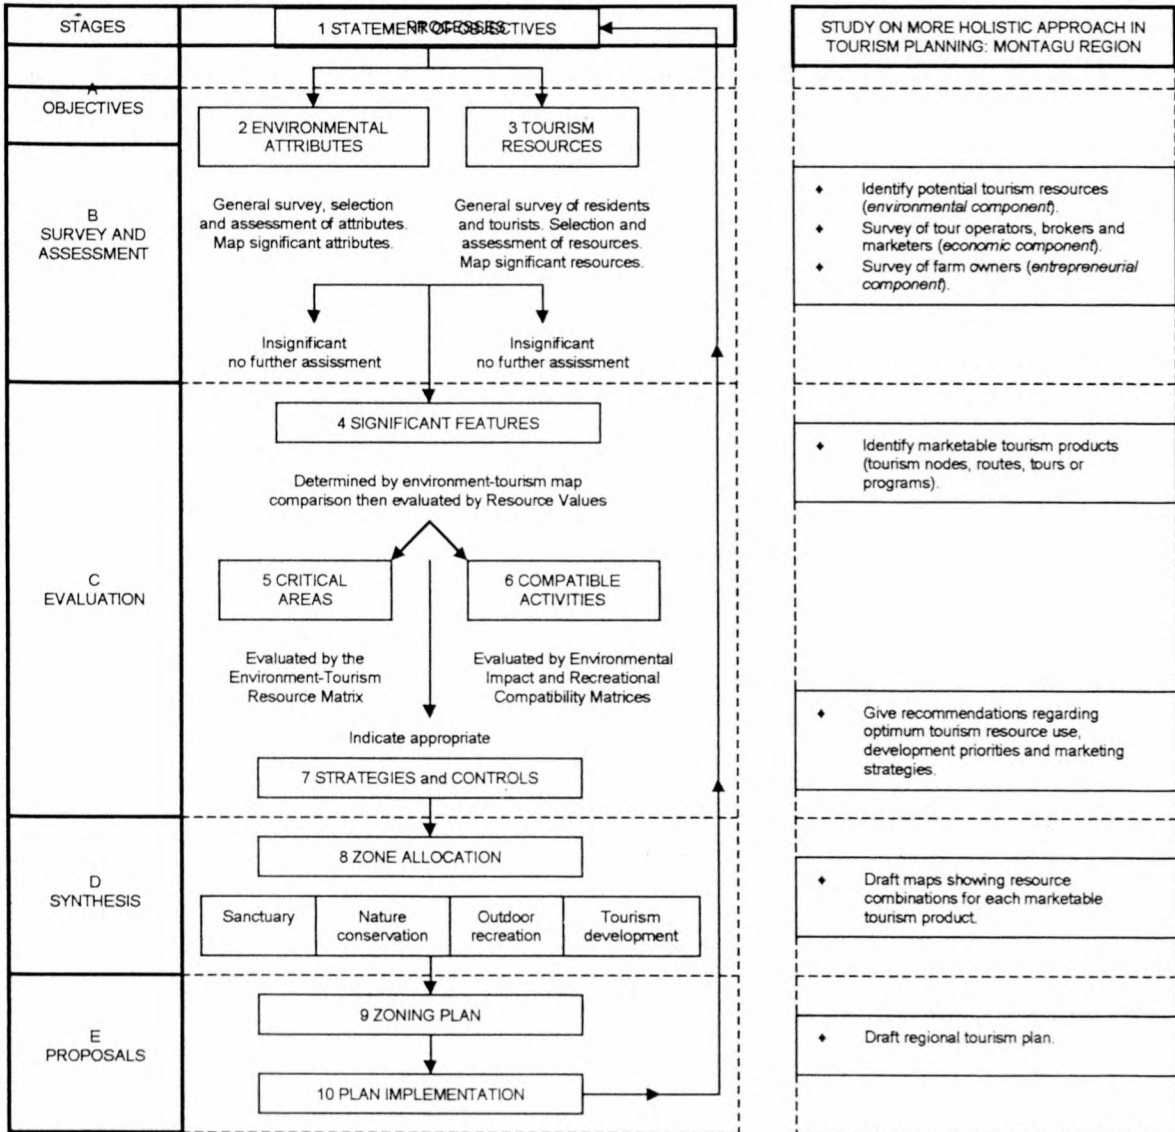 STAGES
PROCESSES
1 STATEMENT OF OBJECTIVES
A
OBJECTIVES
2 ENVIRONMENTAL
ATTRIBUTES
3 TOURISM
RESOURCES
B
SURVEY AND
ASSESSMENT
General survey, selection
and assessment of attributes.
Map significant attributes.
General survey of residents
and tourists. Selection and
assessment of resources.
Map significant resources.
Insignificant
no further assissment
Insignificant
no further assissment
C
EVALUATION
4 SIGNIFICANT FEATURES
Determined by environment-tourism map
comparison then evaluated by Resource Values
5 CRITICAL
AREAS
6 COMPATIBLE
ACTIVITIES
Evaluated by the
Environment-Tourism
Resource Matrix
Evaluated by Environmental
Impact and Recreational
Compatibility Matrices
Indicate appropriate
7 STRATEGIES and CONTROLS
D
SYNTHESIS
8 ZONE ALLOCATION
Sanctuary
Nature
conservation
Outdoor
recreation
Tourism
development
E
PROPOSALS
9 ZONING PLAN
10 PLAN IMPLEMENTATION
STUDY ON MORE HOLISTIC APPROACH IN
TOURISM PLANNING: MONTAGU REGION
♦ Identify potential tourism resources
(environmental component).
♦ Survey of tour operators, brokers and
marketers (economic component).
♦ Survey of farm owners (entrepreneurial
component).
♦ Identify marketable tourism products
(tourism nodes, routes, tours or
programs).
♦ Give recommendations regarding
optimum tourism resource use,
development priorities and marketing
strategies.
♦ Draft maps showing resource
combinations for each marketable
tourism product.
♦ Draft regional tourism plan.